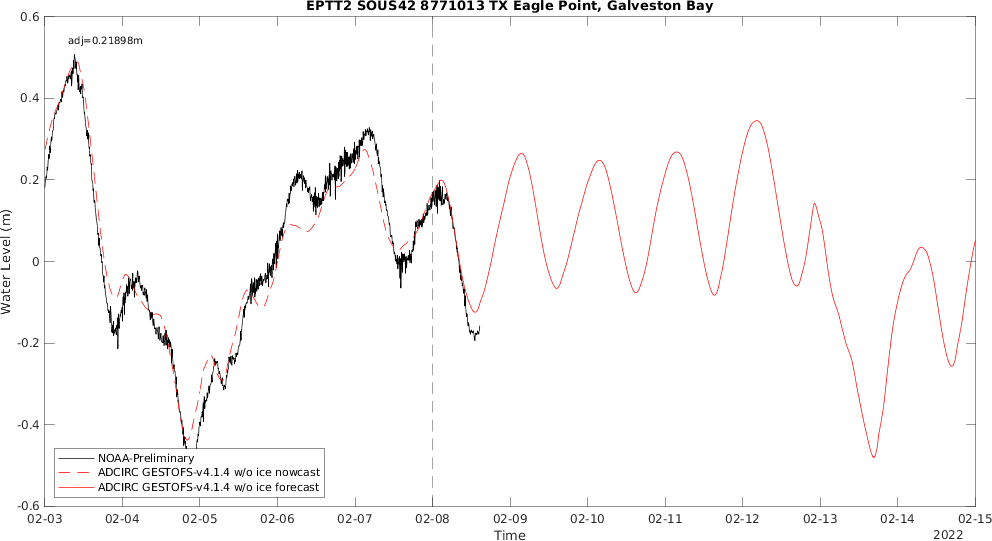 EPTT2 SOUS42 8771013 TX Eagle Point, Galveston Bay
adj=0.21898m
0.6
0.4
0.2
0
-0.2
-0.4
-0.6
Water Level (m)
NOAA-Preliminary
ADCIRC GESTOFS-v4.1.4 w/o ice nowcast
ADCIRC GESTOFS-v4.1.4 w/o ice forecast
02-03 02-04 02-05 02-06 02-07 02-08 02-09 02-10 02-11 02-12 02-13 02-14 02-15
Time
2022